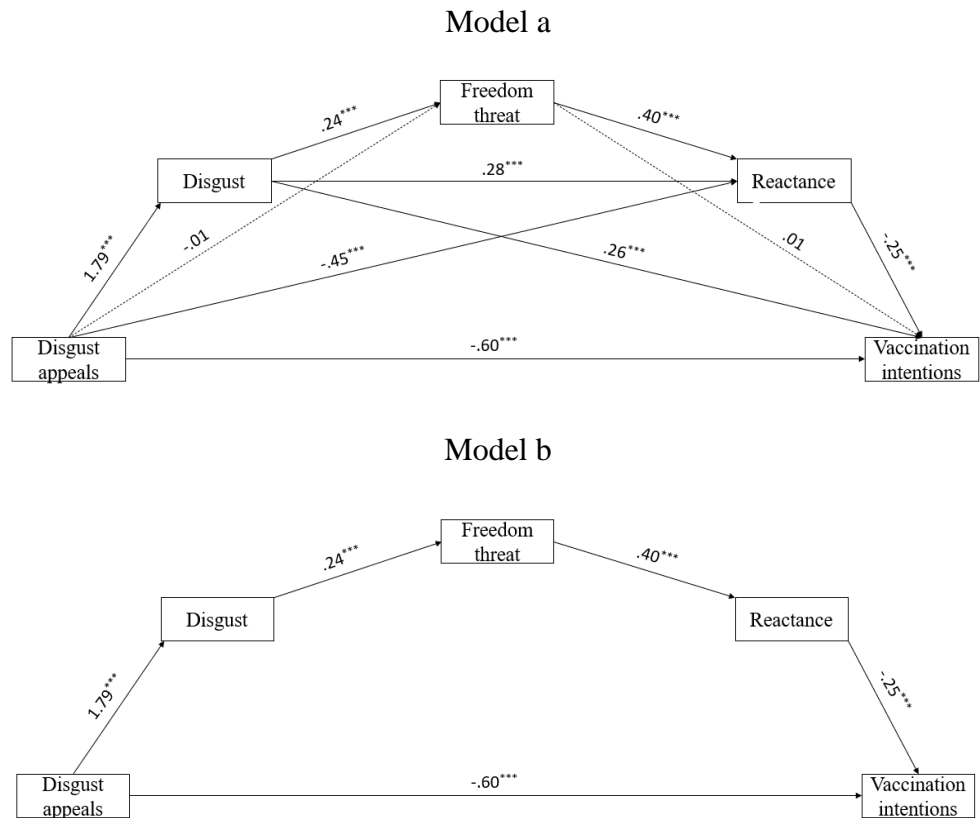 Model a
Freedom
threat
.24***
.40***
Disgust
.28***
Reactance
1.79***
-.01
-.45***
.26***
.01
-.25***
Disgust
appeals
-.60***
Vaccination
intentions
Model b
Freedom
threat
.24***
.40***
Disgust
Reactance
1.79***
-.25***
Disgust
appeals
-.60***
Vaccination
intentions